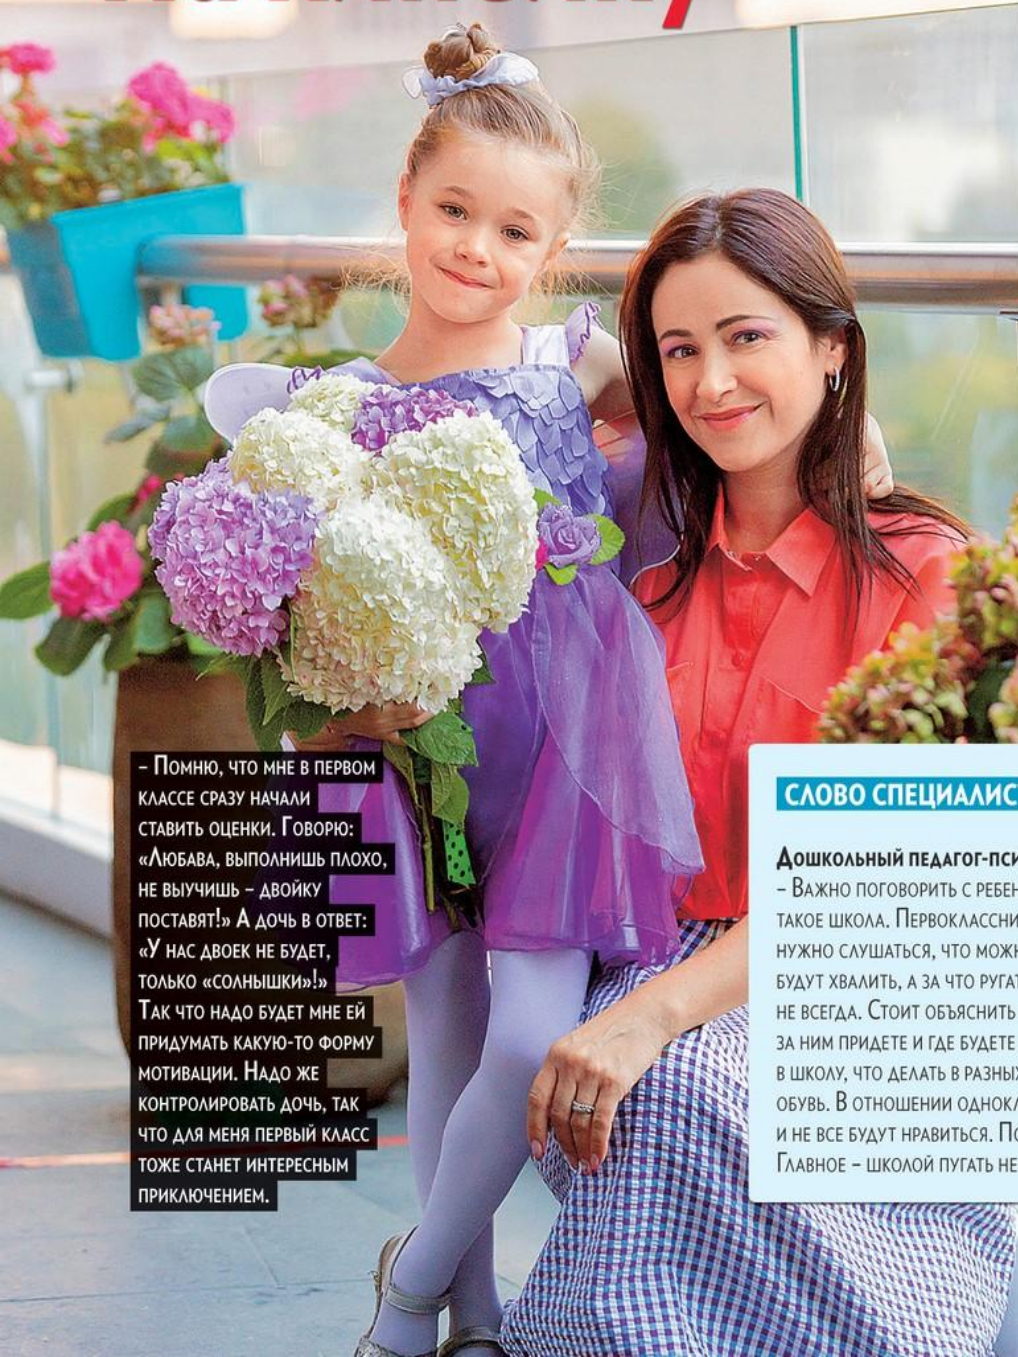 – Помню, что мне в первом
классе сразу начали
ставить оценки. Говорю:
«Любава, выполнишь плохо,
не выучишь – двойку
поставят!» А дочь в ответ:
«У нас двоек не будет,
только «солнышки»!»
Так что надо будет мне ей
придумать какую-то форму
мотивации. Надо же
контролировать дочь, так
что для меня первый класс
тоже станет интересным
приключением.
СЛОВО СПЕЦИАЛИС
Дошкольный педагог-пси
– Важно поговорить с ребен
такое школа. Первоклассни
нужно слушаться, что можн
будут хвалить, а за что руга
не всегда. Стоит объяснить
за ним придете и где будете
в школу, что делать в разны
обувь. В отношении однокл
и не все будут нравиться. По
Главное – школой пугать не